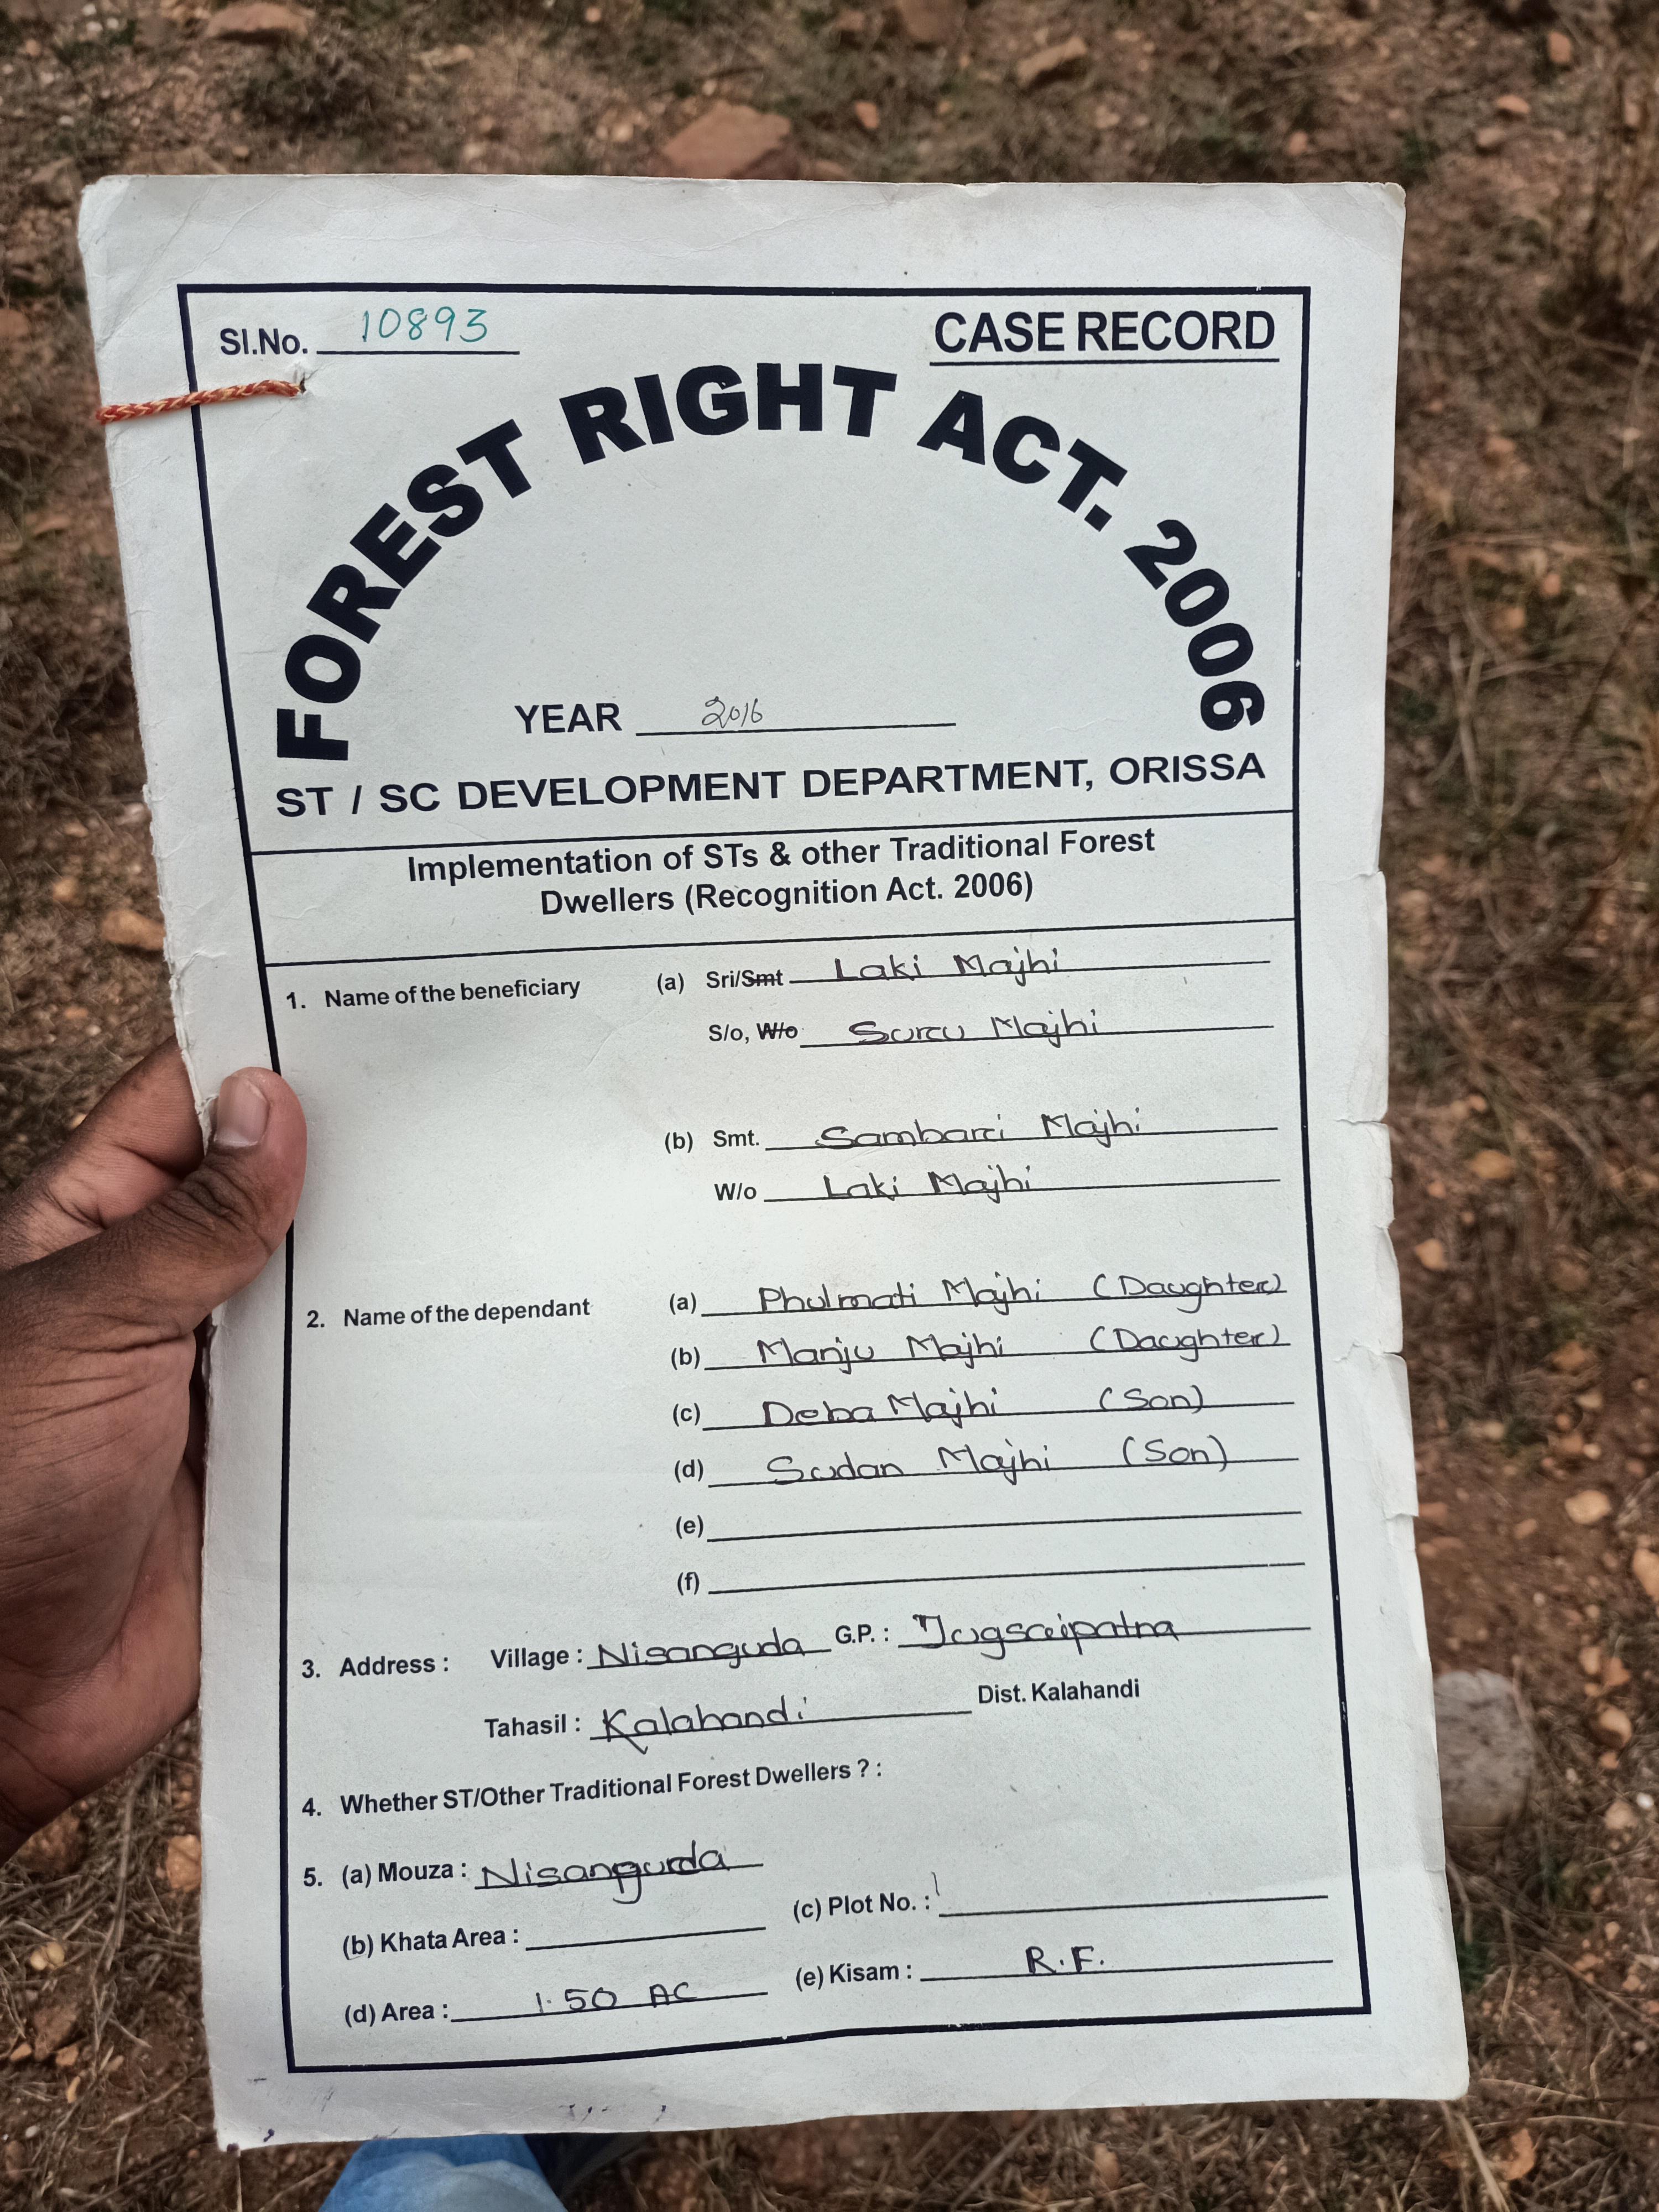 Sl.No. 10893
CASE RECORD
FOREST RIGHT ACT. 2006
YEAR 2016
ST / SC DEVELOPMENT DEPARTMENT, ORISSA
Implementation of STs & other Traditional Forest
Dwellers (Recognition Act. 2006)
1. Name of the beneficiary (a) Sri/Smt Laki Majhi
S/o, W/o Surcu Majhi
(b) Smt. Sambarci Majhi
W/o Laki Majhi
2. Name of the dependant (a) Phulmati Majhi (Daughter)
(b) Manju Majhi (Daughter)
(c) Deba Majhi (Son)
(d) Sudan Majhi (Son)
(e)
(f)
3. Address : Village : Nisanguda G.P. : Jugsaipatna
Tahasil : Kalahandi Dist. Kalahandi
4. Whether ST/Other Traditional Forest Dwellers ? :
5. (a) Mouza : Nisanguda
(b) Khata Area : (c) Plot No. :
(d) Area : 1.50 AC (e) Kisam : R.F.